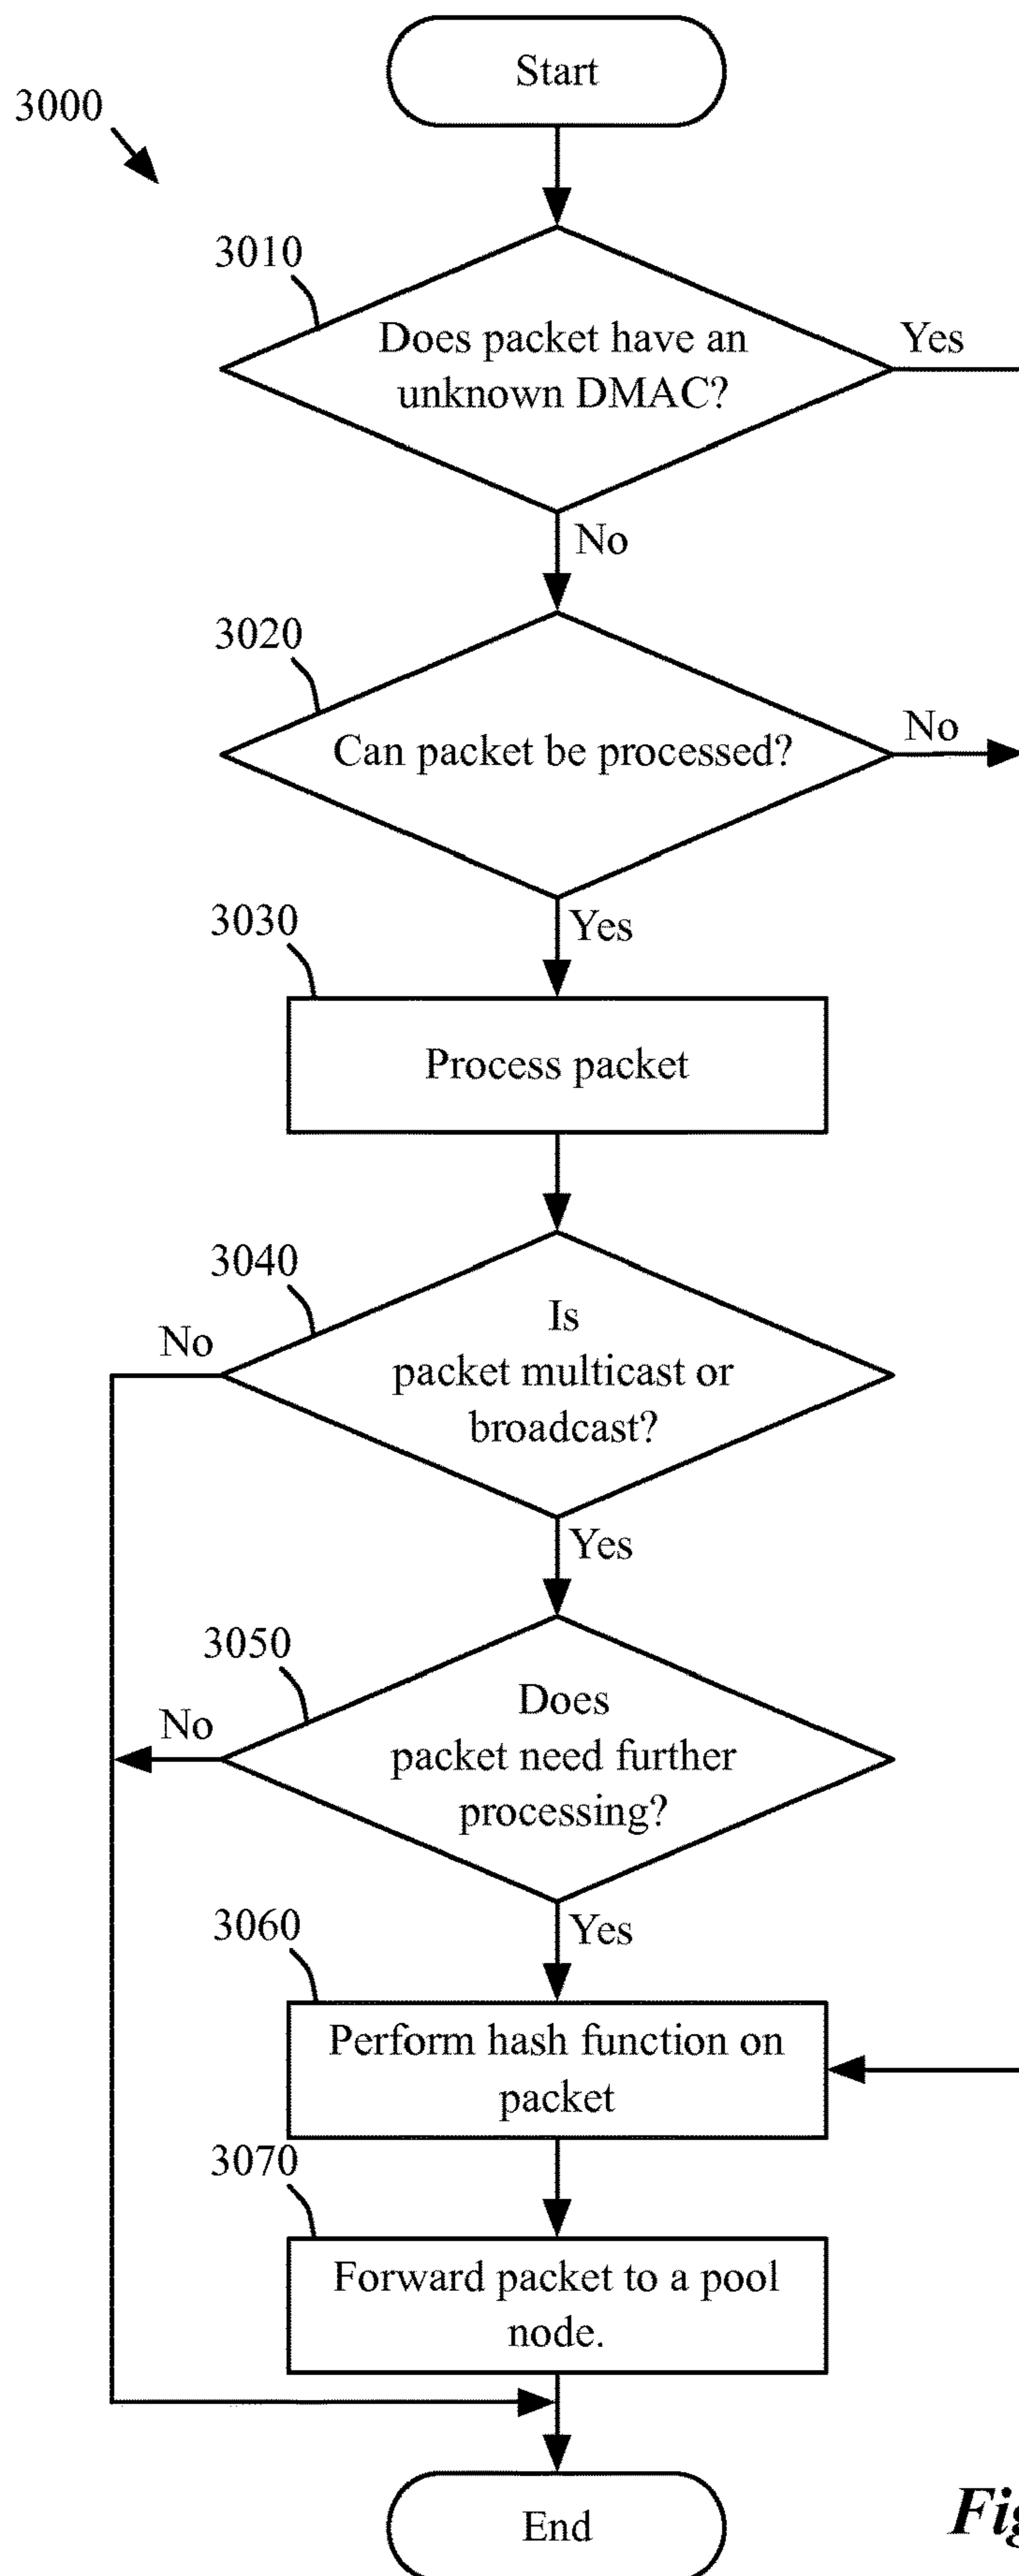 Start
3000
3010
Does packet have an
unknown DMAC?
Yes
No
3020
Can packet be processed?
No
Yes
3030
Process packet
3040
Is
packet multicast or
broadcast?
No
Yes
3050
Does
packet need further
processing?
No
Yes
3060
Perform hash function on
packet
3070
Forward packet to a pool
node.
End